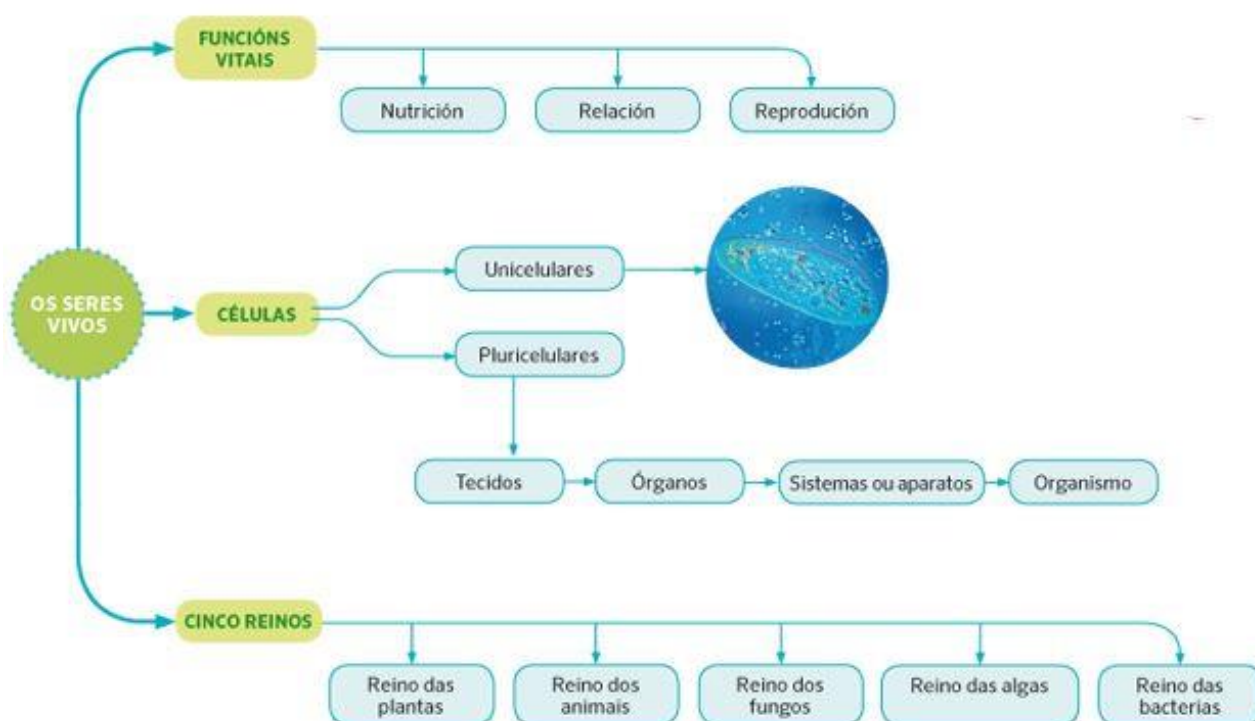 FUNCIÓNS
VITAIS
Nutrición
Relación
Reprodución
OS SERES
VIVOS
CÉLULAS
Unicelulares
Pluricelulares
Tecidos
Órganos
Sistemas ou aparatos
Organismo
CINCO REINOS
Reino das
plantas
Reino dos
animais
Reino dos
fungos
Reino das algas
Reino das
bacterias